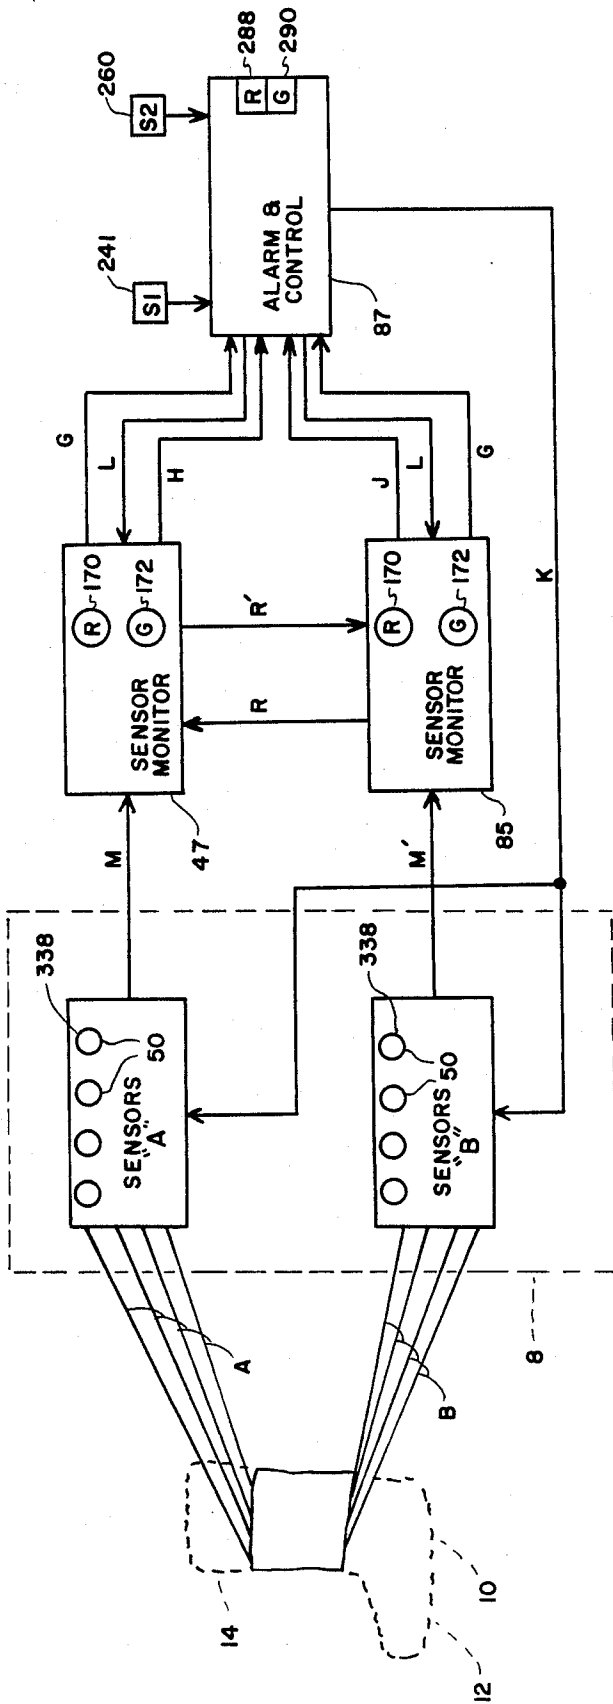 S1
241
S2
260
R
288
G
290
ALARM &
CONTROL
87
G
L
H
J
L
G
K
R
170
G
172
SENSOR
MONITOR
47
R'
R
R
170
G
172
SENSOR
MONITOR
85
M
M'
338
50
SENSORS
"A"
338
50
SENSORS
"B"
8
A
B
14
10
12